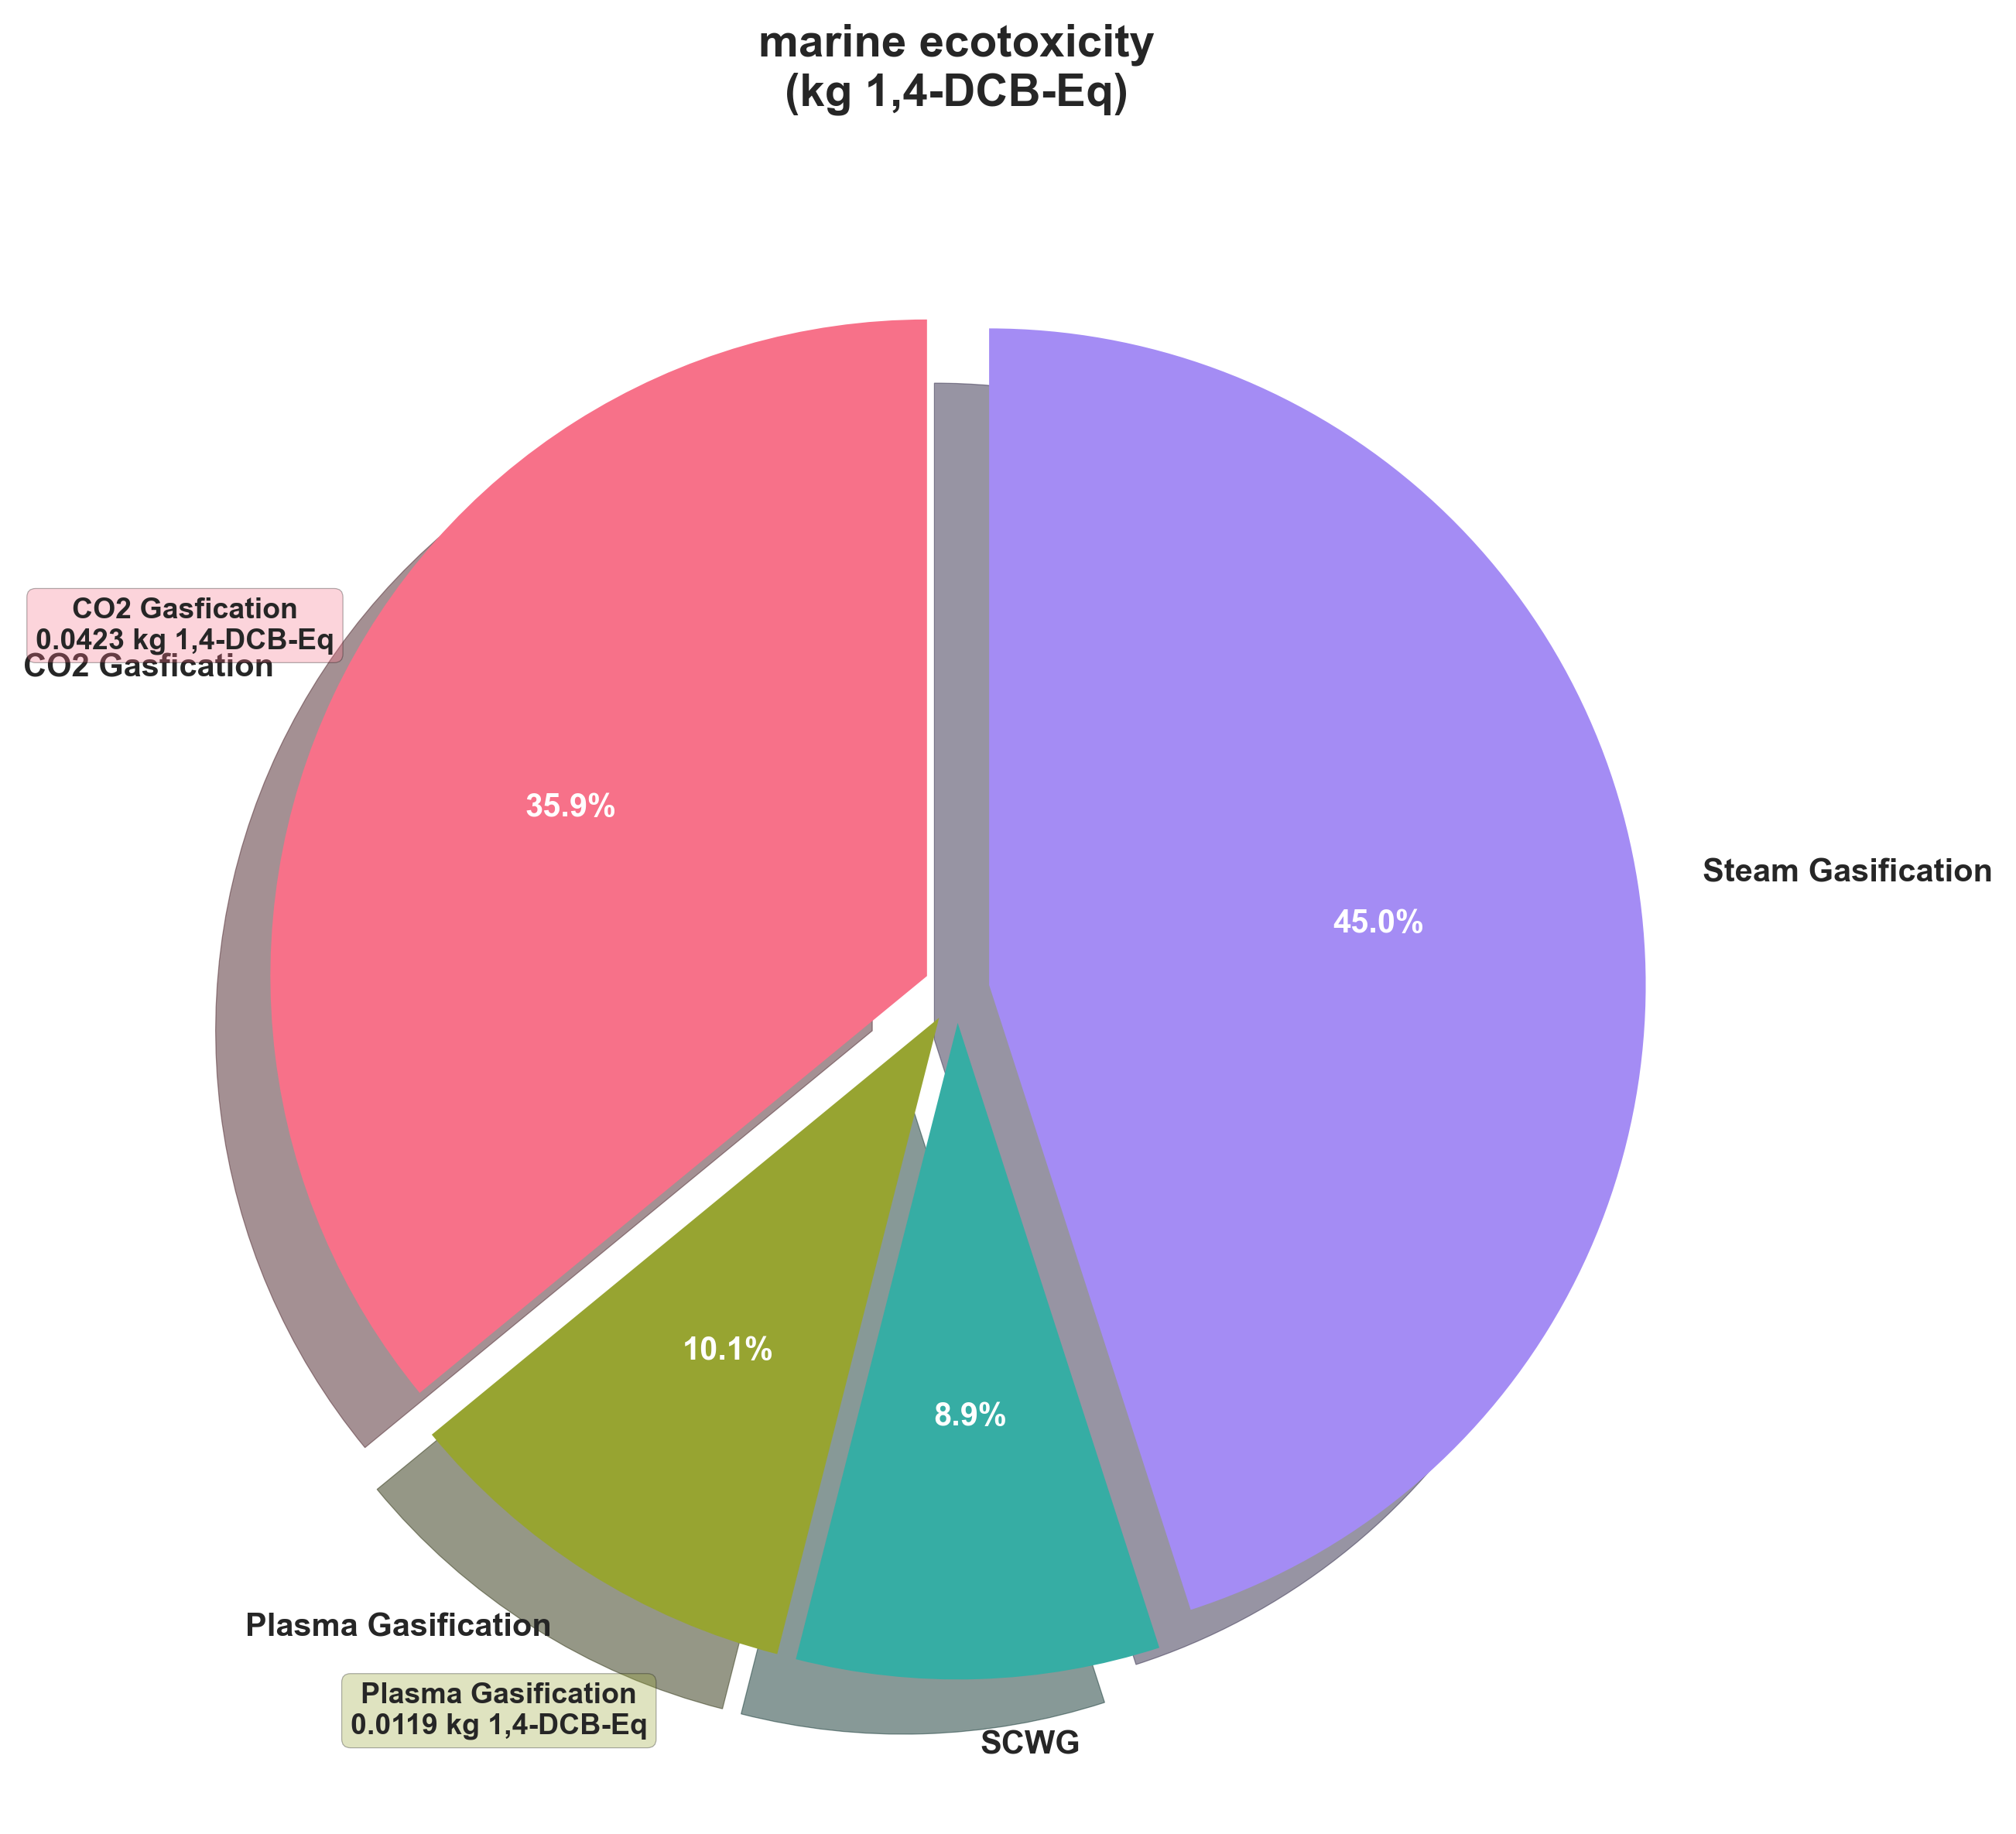 marine ecotoxicity
(kg 1,4-DCB-Eq)
CO2 Gasfication
0.0423 kg 1,4-DCB-Eq
CO2 Gasfication
35.9%
Steam Gasification
45.0%
10.1%
8.9%
Plasma Gasification
Plasma Gasification
0.0119 kg 1,4-DCB-Eq
SCWG